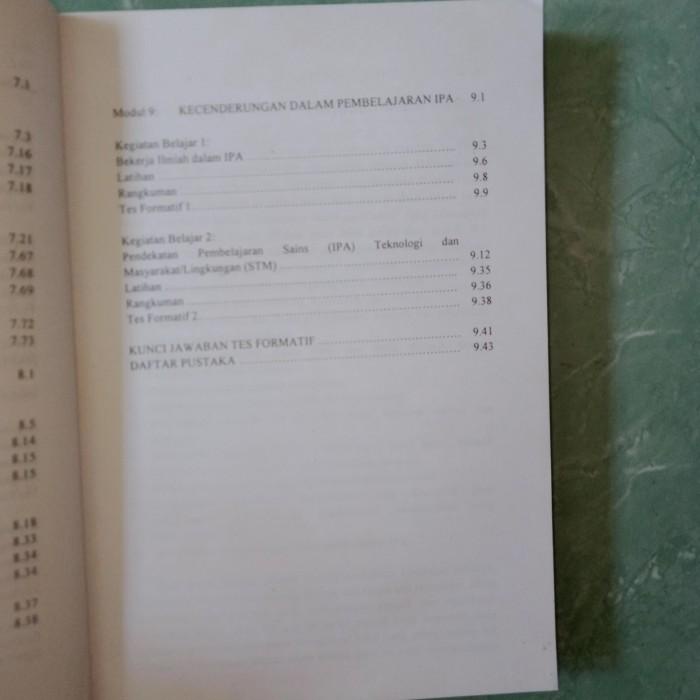 7.1
7.3
7.16
7.17
7.18
7.21
7.67
7.68
7.69
7.72
7.73
8.1
8.5
8.14
8.15
8.15
8.18
8.33
8.34
8.34
8.37
8.38
Modul 9: KECENDERUNGAN DALAM PEMBELAJARAN IPA 9.1
Kegiatan Belajar 1:
Bekerja Ilmiah dalam IPA ........ 9.3
Latihan ........ 9.6
Rangkuman ........ 9.8
Tes Formatif 1 ........ 9.9
Kegiatan Belajar 2:
Pendekatan Pembelajaran Sains (IPA) Teknologi dan
Masyarakat/Lingkungan (STM) ........ 9.12
Latihan ........ 9.35
Rangkuman ........ 9.36
Tes Formatif 2 ........ 9.38
KUNCI JAWABAN TES FORMATIF ........ 9.41
DAFTAR PUSTAKA ........ 9.43